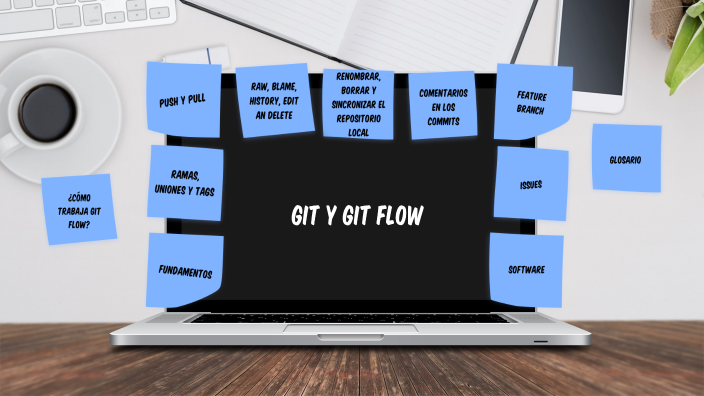 PUSH Y PULL
RAW, BLAME,
HISTORY, EDIT
AN DELETE
RENOMBRAR,
BORRAR Y
SINCRONIZAR EL
REPOSITORIO
LOCAL
COMENTARIOS
EN LOS
COMMITS
FEATURE
BRANCH
GLOSARIO
RAMAS,
UNIONES Y TAGS
ISSUES
¿CÓMO
TRABAJA GIT
FLOW?
GIT Y GIT FLOW
FUNDAMENTOS
SOFTWARE